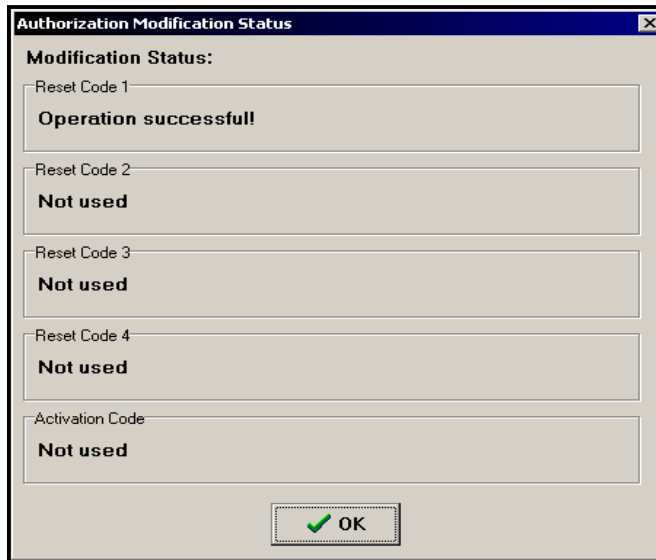 Authorization Modification Status
Modification Status:
Reset Code 1
Operation successful!
Reset Code 2
Not used
Reset Code 3
Not used
Reset Code 4
Not used
Activation Code
Not used
OK